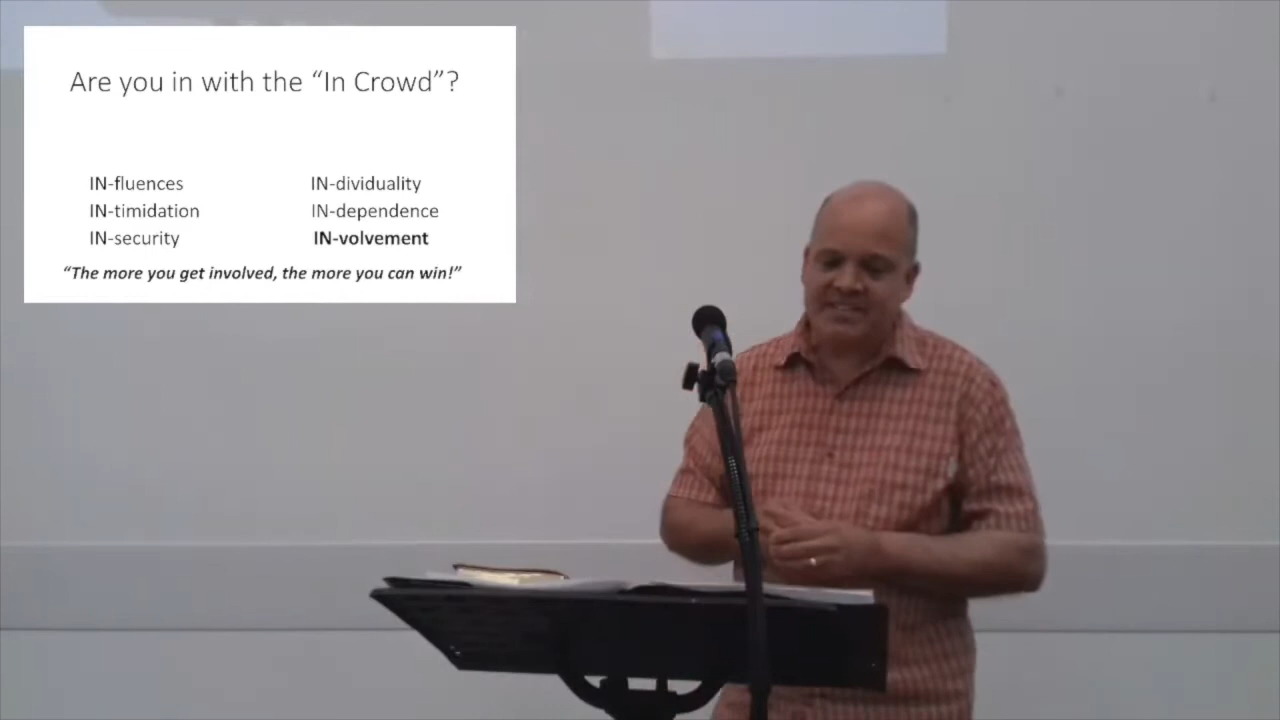 Are you in with the “In Crowd”?
IN-fluences
IN-timidation
IN-security
IN-dividuality
IN-dependence
IN-volvement
“The more you get involved, the more you can win!”